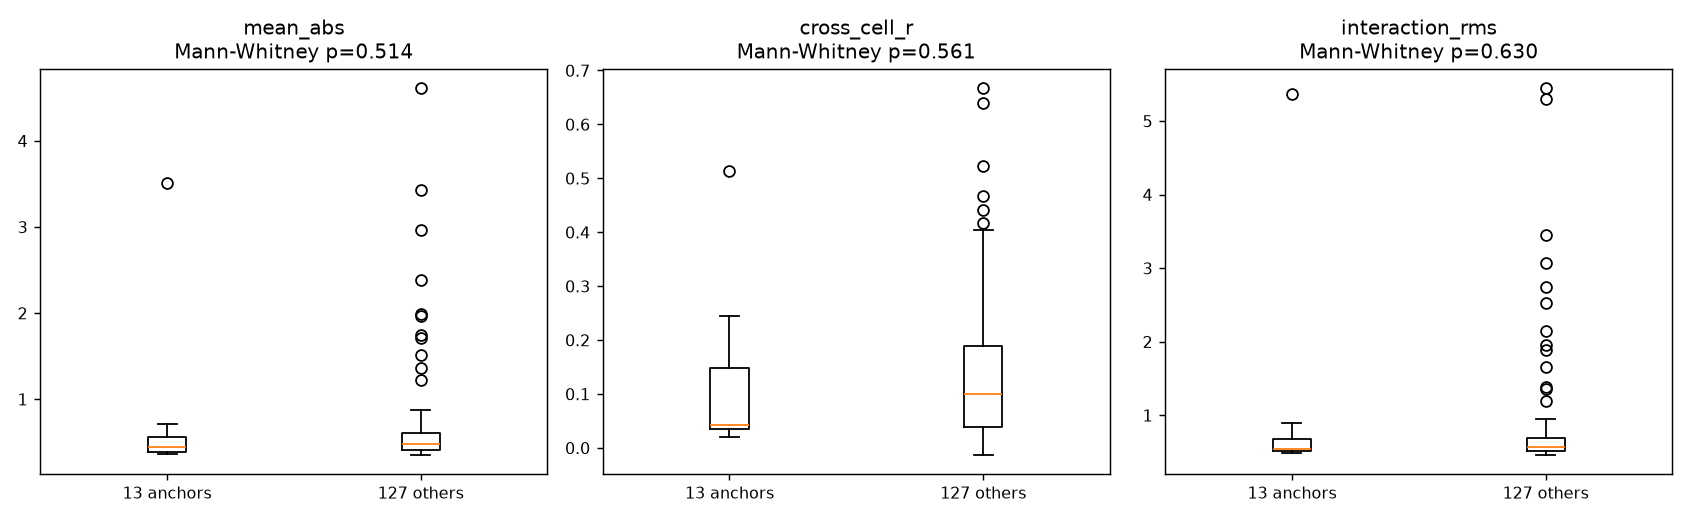 mean_abs
Mann-Whitney p=0.514
4
3
2
1
13 anchors
127 others
cross_cell_r
Mann-Whitney p=0.561
0.7
0.6
0.5
0.4
0.3
0.2
0.1
0.0
13 anchors
127 others
interaction_rms
Mann-Whitney p=0.630
5
4
3
2
1
13 anchors
127 others